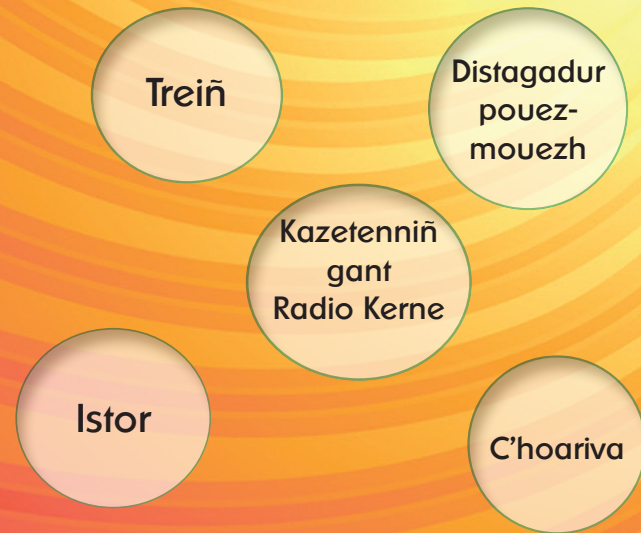 Treiñ
Distagadur
pouez-
mouezh
Kazetenniñ
gant
Radio Kerne
Istor
C'hoariva